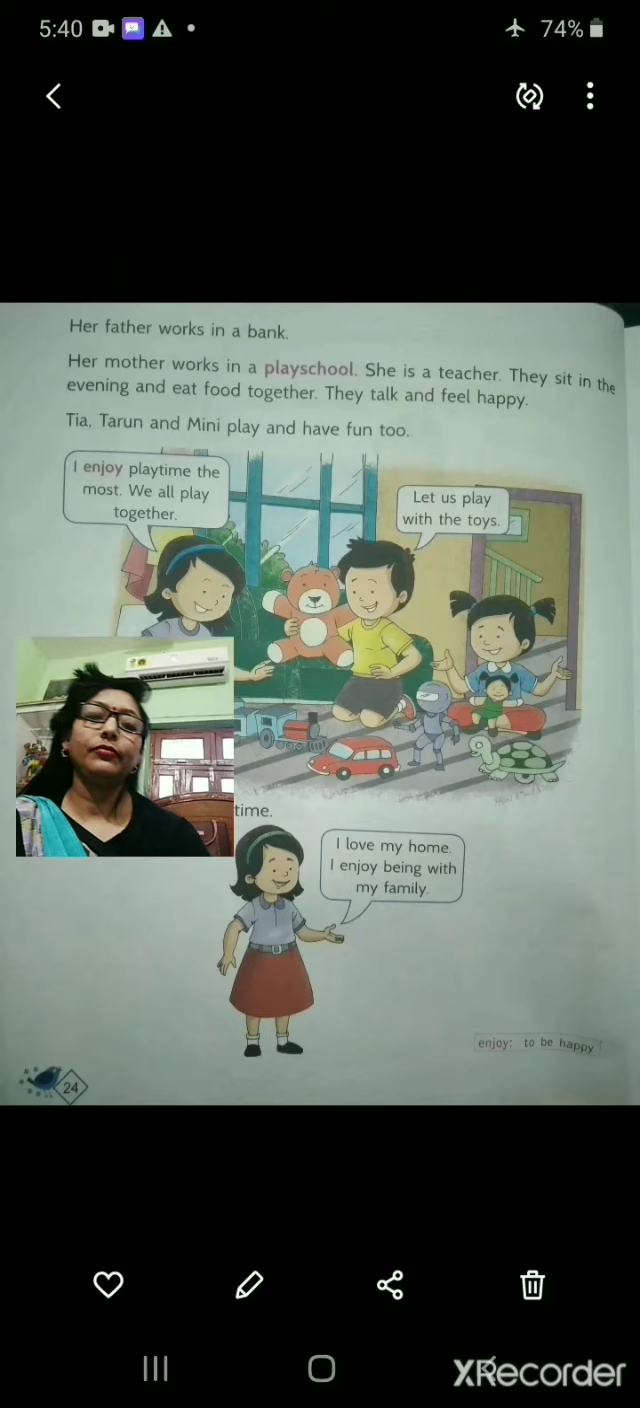 5:40
74%
Her father works in a bank.
Her mother works in a playschool. She is a teacher. They sit in the
evening and eat food together. They talk and feel happy.
Tia, Tarun and Mini play and have fun too.
I enjoy playtime the
most. We all play
together.
Let us play
with the toys.
time.
I love my home.
I enjoy being with
my family.
enjoy: to be happy
24
XRecorder